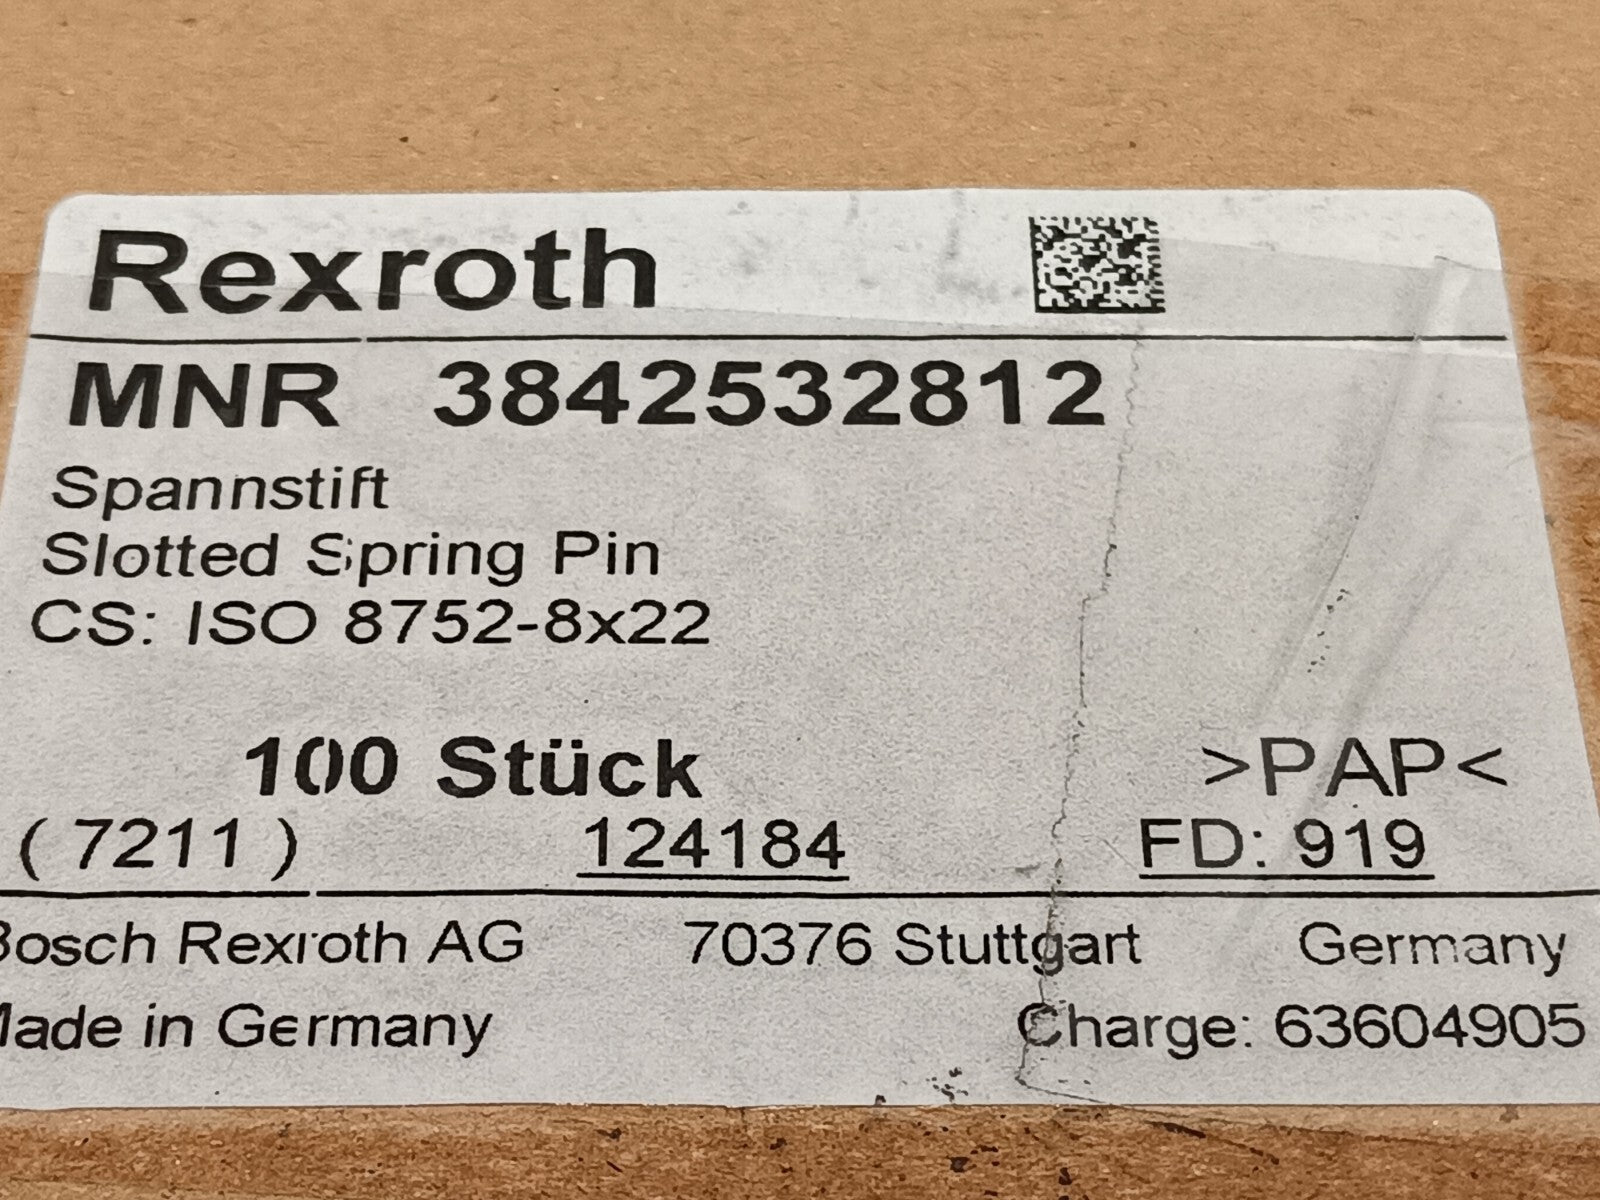 Rexroth
MNR 3842532812
Spannstift
Slotted Spring Pin
CS: ISO 8752-8x22
100 Stück >PAP<
( 7211 ) 124184 FD: 919
Bosch Rexroth AG 70376 Stuttgart Germany
Made in Germany Charge: 63604905